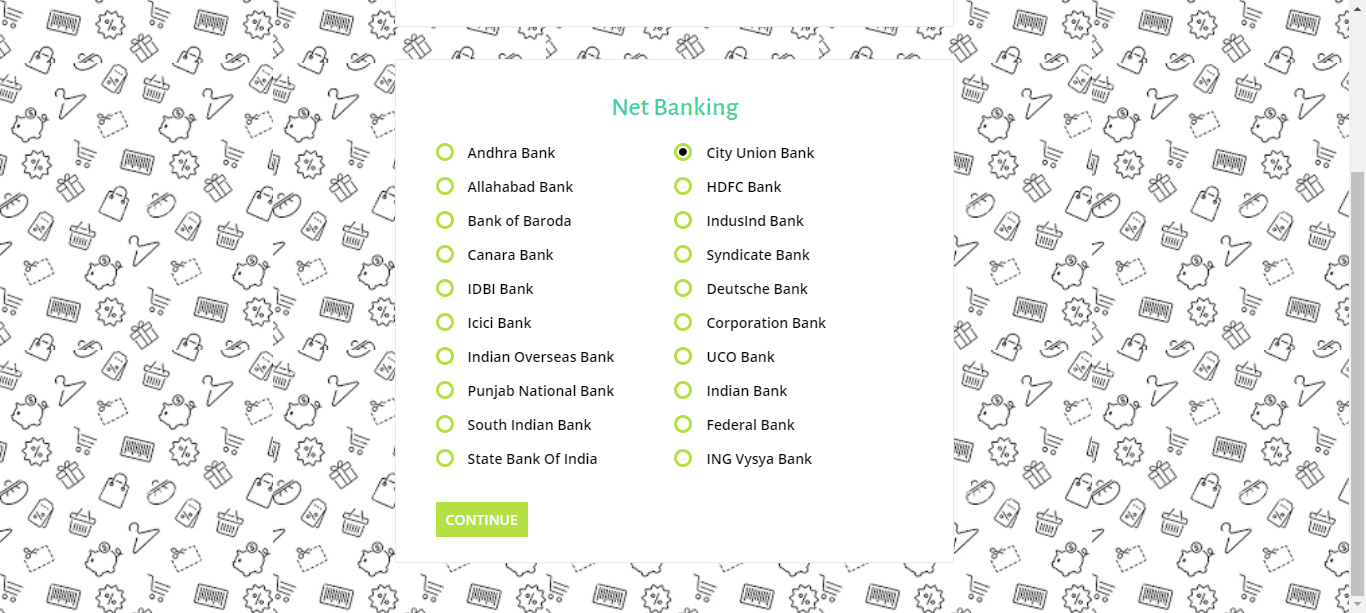 Net Banking
Andhra Bank
Allahabad Bank
Bank of Baroda
Canara Bank
IDBI Bank
Icici Bank
Indian Overseas Bank
Punjab National Bank
South Indian Bank
State Bank Of India
City Union Bank
HDFC Bank
IndusInd Bank
Syndicate Bank
Deutsche Bank
Corporation Bank
UCO Bank
Indian Bank
Federal Bank
ING Vysya Bank
CONTINUE